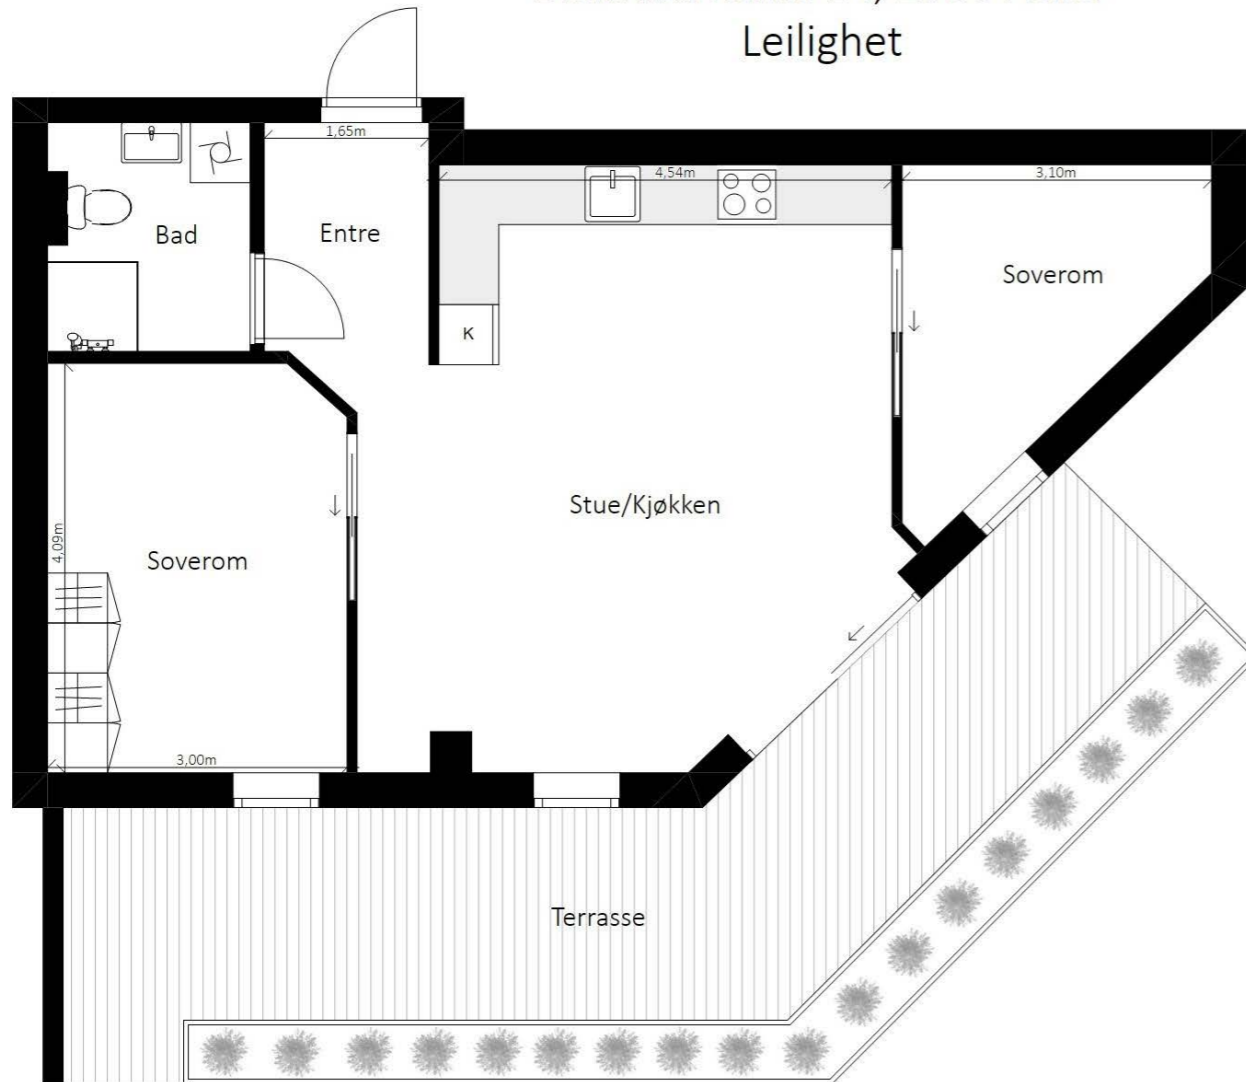 Leilighet
1,65m
4,54m
3,10m
Bad
Entre
Soverom
K
Stue/Kjøkken
4,09m
Soverom
3,00m
Terrasse